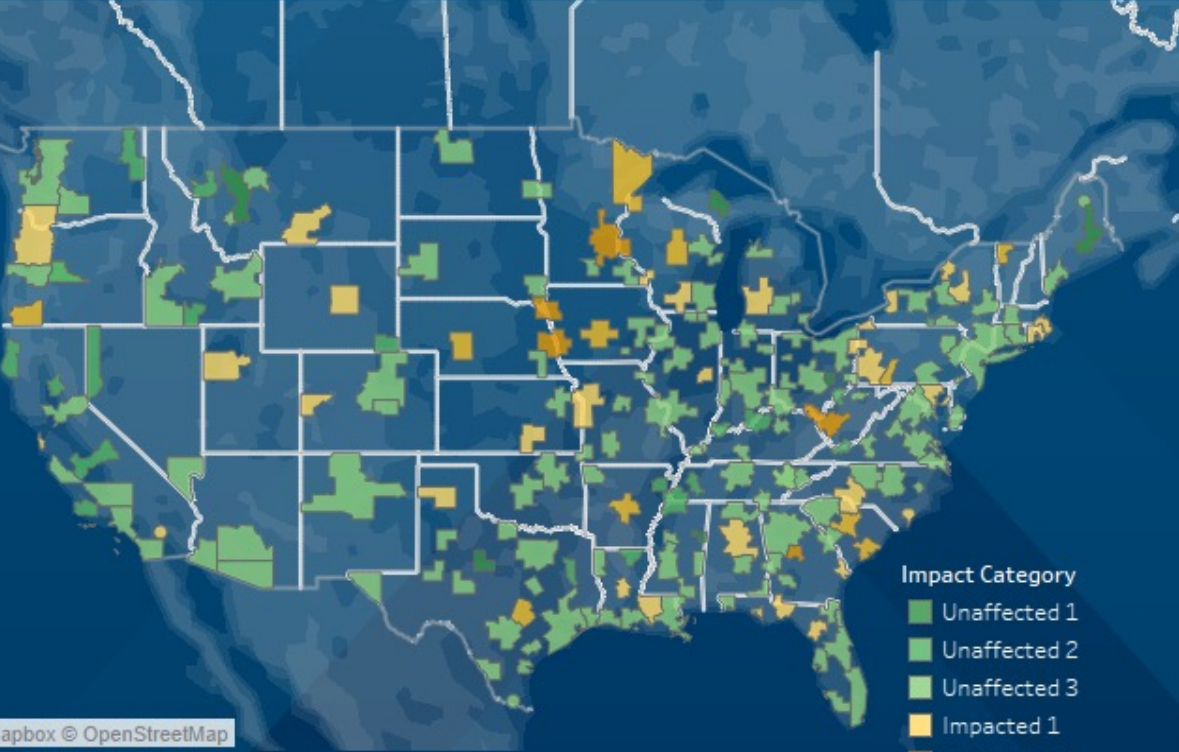 Impact Category
Unaffected 1
Unaffected 2
Unaffected 3
Impacted 1
apbox © OpenStreetMap